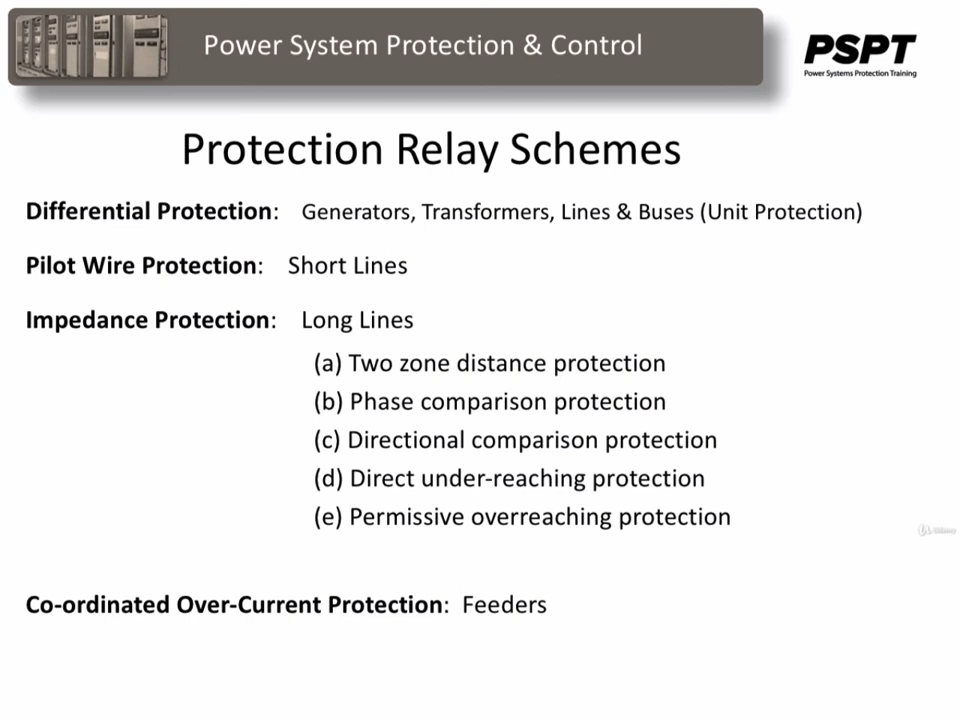 Power System Protection & Control
PSPT
Power Systems Protection Training
Protection Relay Schemes
Differential Protection: Generators, Transformers, Lines & Buses (Unit Protection)
Pilot Wire Protection: Short Lines
Impedance Protection: Long Lines
(a) Two zone distance protection
(b) Phase comparison protection
(c) Directional comparison protection
(d) Direct under-reaching protection
(e) Permissive overreaching protection
Co-ordinated Over-Current Protection: Feeders